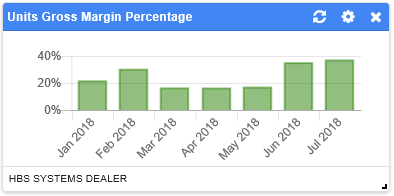 Units Gross Margin Percentage
40%
20%
0%
Jan 2018
Feb 2018
Mar 2018
Apr 2018
May 2018
Jun 2018
Jul 2018
HBS SYSTEMS DEALER